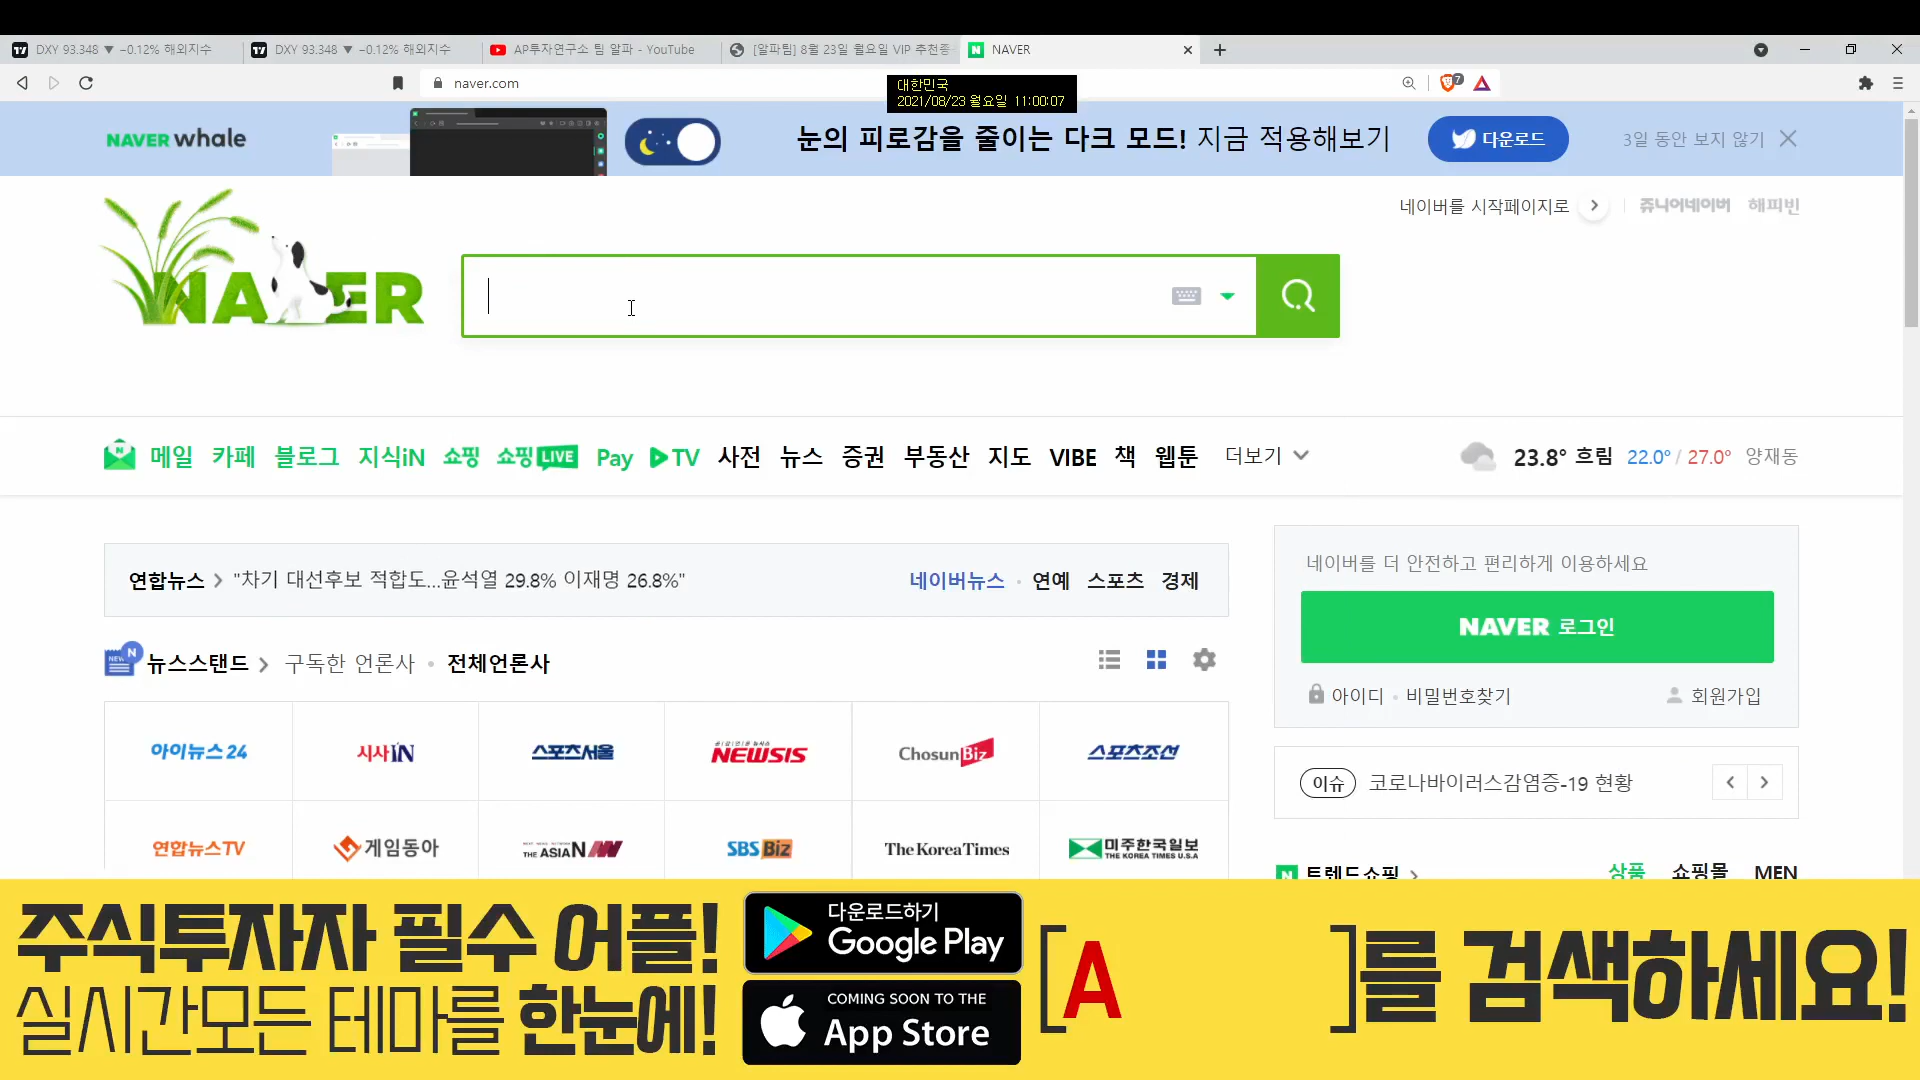 DXY 93.348 ▼ −0.12% 해외지수
DXY 93.348 ▼ −0.12% 해외지수
AP투자연구소 팀 알파 - YouTube
[알파팀] 8월 23일 월요일 VIP 추천종
NAVER
naver.com
7
대한민국
2021/08/23 월요일 11:00:07
NAVER whale
눈의 피로감을 줄이는 다크 모드! 지금 적용해보기
다운로드
3일 동안 보지 않기
네이버를 시작페이지로
쥬니어네이버 해피빈
NAVER
메일 카페 블로그 지식iN 쇼핑 쇼핑LIVE Pay TV 사전 뉴스 증권 부동산 지도 VIBE 책 웹툰 더보기
23.8° 흐림 22.0° / 27.0° 양재동
연합뉴스 > "차기 대선후보 적합도...윤석열 29.8% 이재명 26.8%"
네이버뉴스 · 연예 스포츠 경제
네이버를 더 안전하고 편리하게 이용하세요
NAVER 로그인
아이디 · 비밀번호찾기
회원가입
뉴스스탠드 > 구독한 언론사 · 전체언론사
아이뉴스24
시사IN
스포츠서울
NEWSIS
ChosunBiz
스포츠조선
이슈 코로나바이러스감염증-19 현황
연합뉴스TV
게임동아
THE ASIAN
SBS Biz
The Korea Times
미주한국일보
THE KOREA TIMES U.S.A
트렌드쇼핑 >
상품 쇼핑몰 MEN
주식투자자 필수 어플!
실시간모든 테마를 한눈에!
다운로드하기
Google Play
COMING SOON TO THE
App Store
[A ]를 검색하세요!